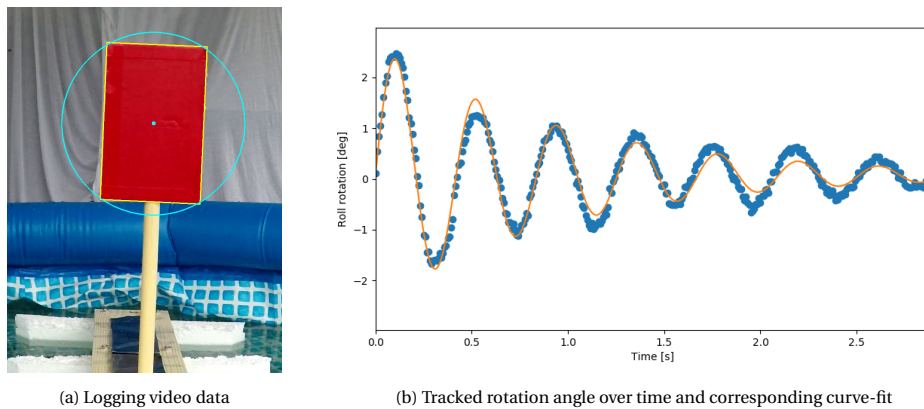 2
1
0
−1
−2
Roll rotation [deg]
0.0 0.5 1.0 1.5 2.0 2.5
Time [s]
(a) Logging video data
(b) Tracked rotation angle over time and corresponding curve-fit